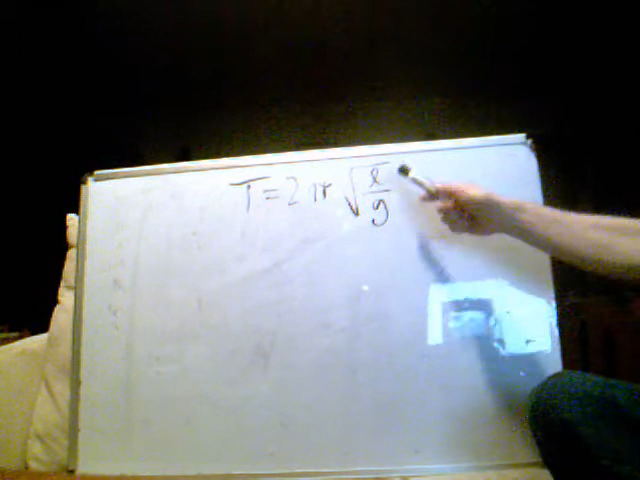 T = 2π √(ℓ/g)